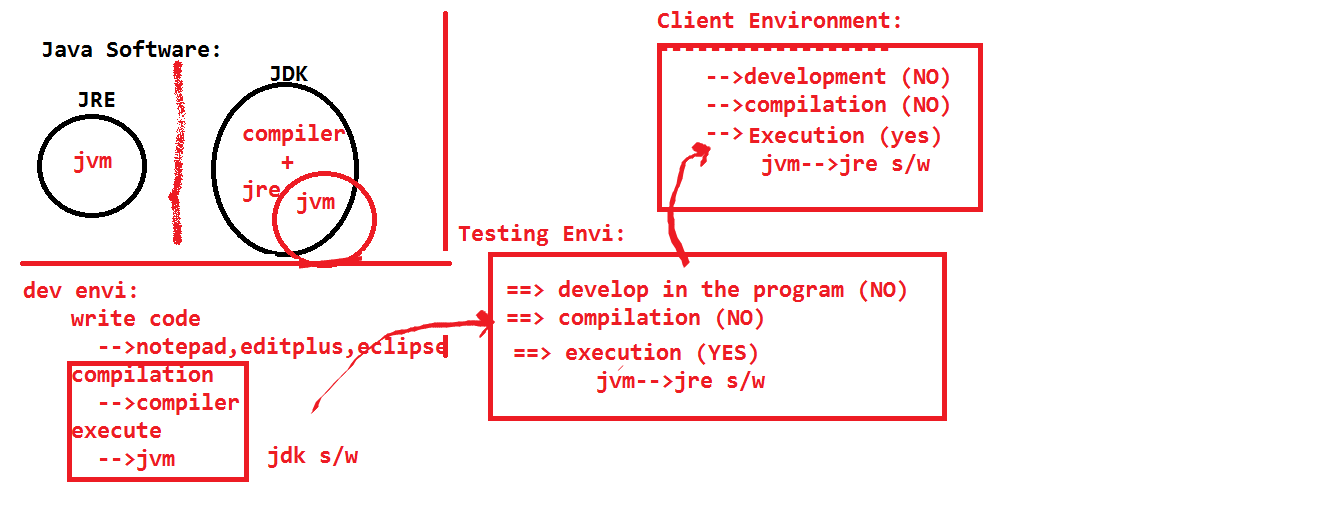 Java Software:
JRE
jvm
JDK
compiler
+
jre
jvm
dev envi:
write code
-->notepad,editplus,eclipse
compilation
-->compiler
execute
-->jvm
jdk s/w
Testing Envi:
==> develop in the program (NO)
==> compilation (NO)
==> execution (YES)
jvm-->jre s/w
Client Environment:
------------------
-->development (NO)
-->compilation (NO)
-->Execution (yes)
jvm-->jre s/w